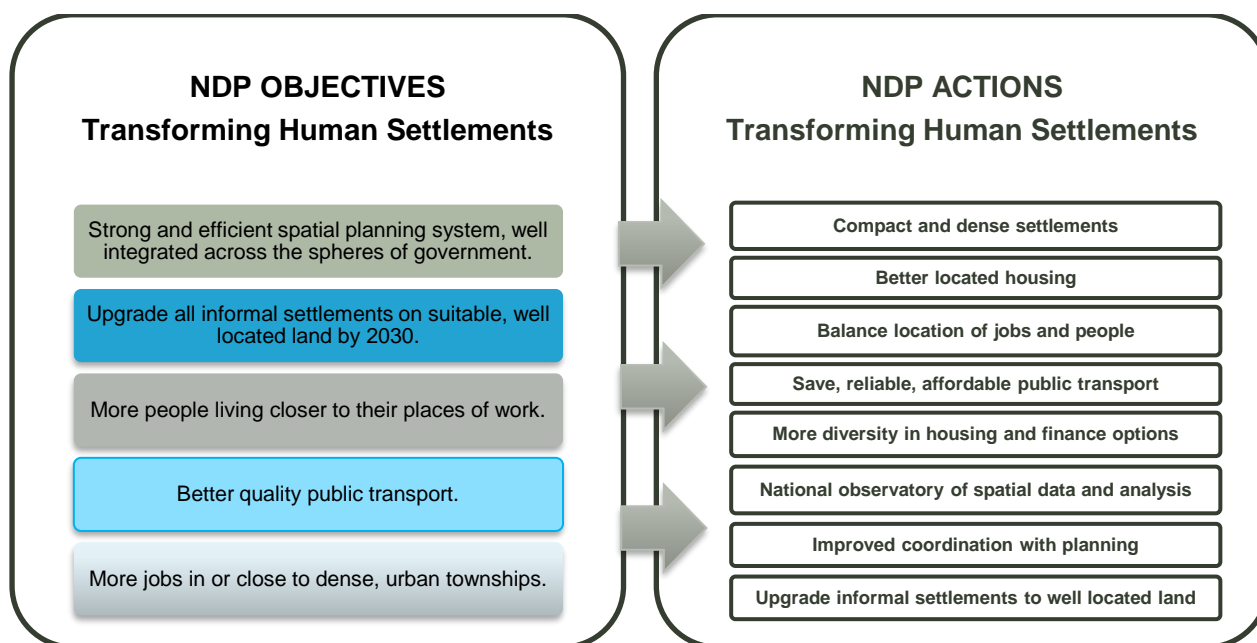 NDP OBJECTIVES
Transforming Human Settlements
Strong and efficient spatial planning system, well
integrated across the spheres of government.
Upgrade all informal settlements on suitable, well
located land by 2030.
More people living closer to their places of work.
Better quality public transport.
More jobs in or close to dense, urban townships.
NDP ACTIONS
Transforming Human Settlements
Compact and dense settlements
Better located housing
Balance location of jobs and people
Save, reliable, affordable public transport
More diversity in housing and finance options
National observatory of spatial data and analysis
Improved coordination with planning
Upgrade informal settlements to well located land